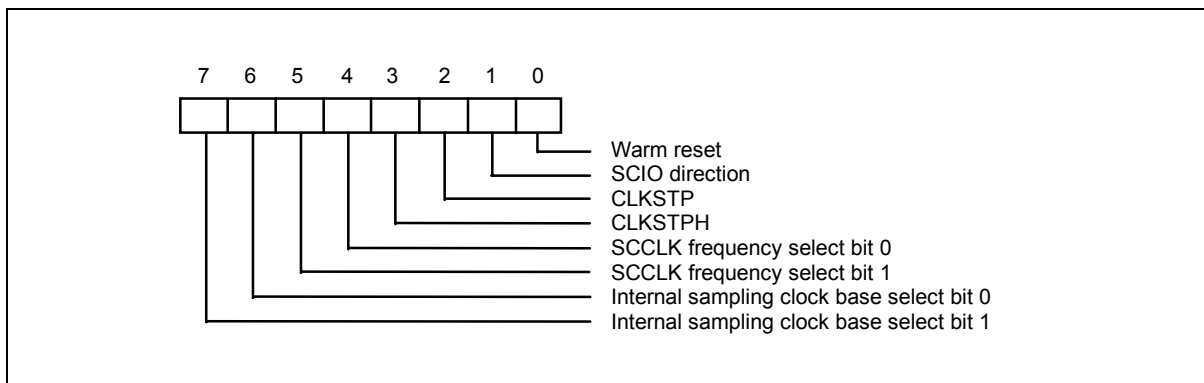 7 6 5 4 3 2 1 0
Warm reset
SCIO direction
CLKSTP
CLKSTPH
SCCLK frequency select bit 0
SCCLK frequency select bit 1
Internal sampling clock base select bit 0
Internal sampling clock base select bit 1